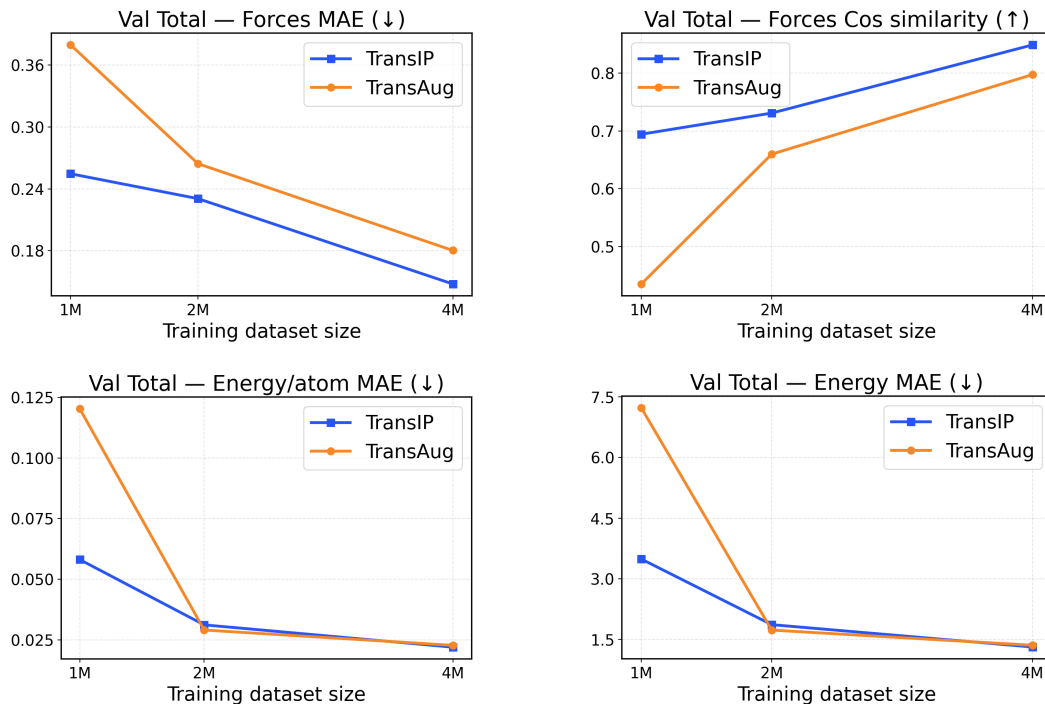 Val Total — Forces MAE (↓)
TransIP
TransAug
0.36
0.30
0.24
0.18
1M
2M
4M
Training dataset size
Val Total — Forces Cos similarity (↑)
TransIP
TransAug
0.8
0.7
0.6
0.5
1M
2M
4M
Training dataset size
Val Total — Energy/atom MAE (↓)
TransIP
TransAug
0.125
0.100
0.075
0.050
0.025
1M
2M
4M
Training dataset size
Val Total — Energy MAE (↓)
TransIP
TransAug
7.5
6.0
4.5
3.0
1.5
1M
2M
4M
Training dataset size